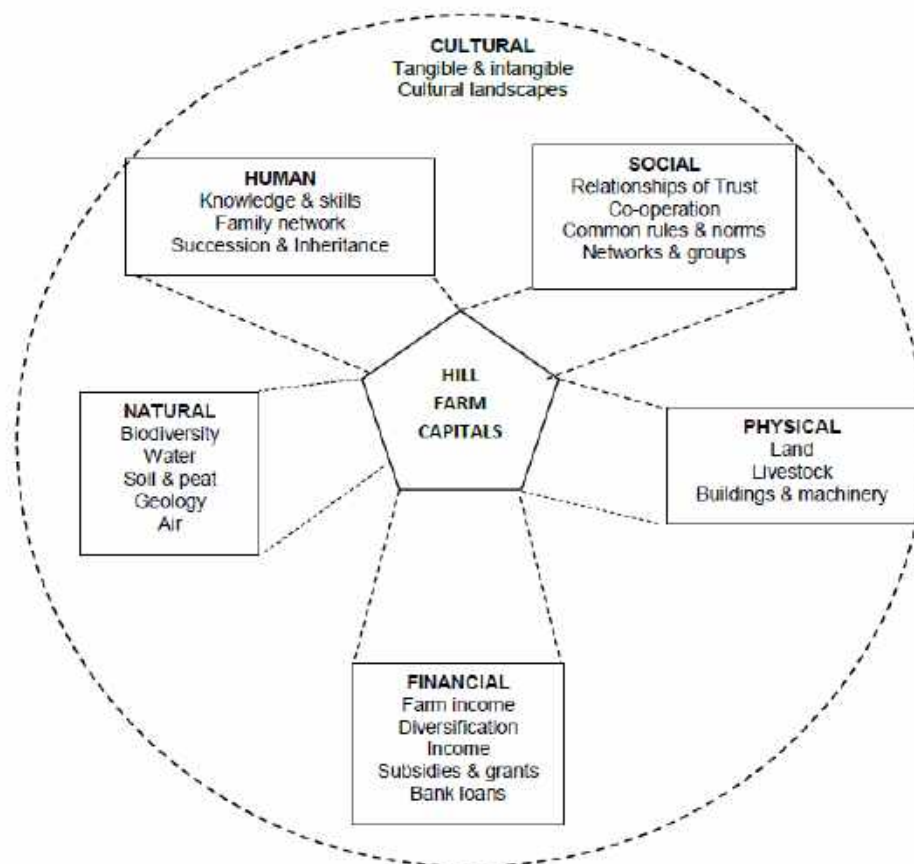 CULTURAL
Tangible & intangible
Cultural landscapes
HUMAN
Knowledge & skills
Family network
Succession & Inheritance
SOCIAL
Relationships of Trust
Co-operation
Common rules & norms
Networks & groups
HILL
FARM
CAPITALS
NATURAL
Biodiversity
Water
Soil & peat
Geology
Air
PHYSICAL
Land
Livestock
Buildings & machinery
FINANCIAL
Farm income
Diversification
Income
Subsidies & grants
Bank loans